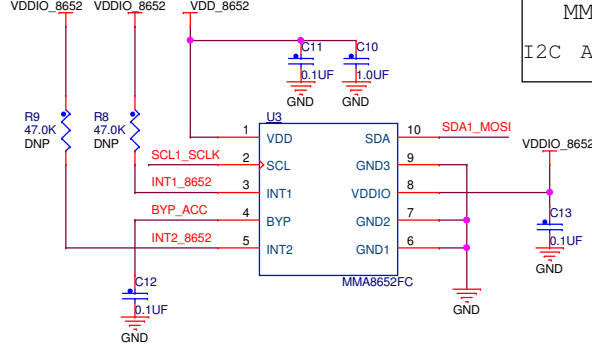 VDDIO_8652 VDDIO_8652 VDD_8652
MM
I2C A
C11
0.1UF
GND
C10
1.0UF
GND
R9
47.0K
DNP
R8
47.0K
DNP
U3
1 VDD
2 SCL
3 INT1
4 BYP
5 INT2
SDA 10
GND3 9
VDDIO 8
GND2 7
GND1 6
MMA8652FC
SCL1_SCLK
INT1_8652
BYP_ACC
INT2_8652
SDA1_MOSI
VDDIO_8652
C13
0.1UF
GND
GND
C12
0.1UF
GND